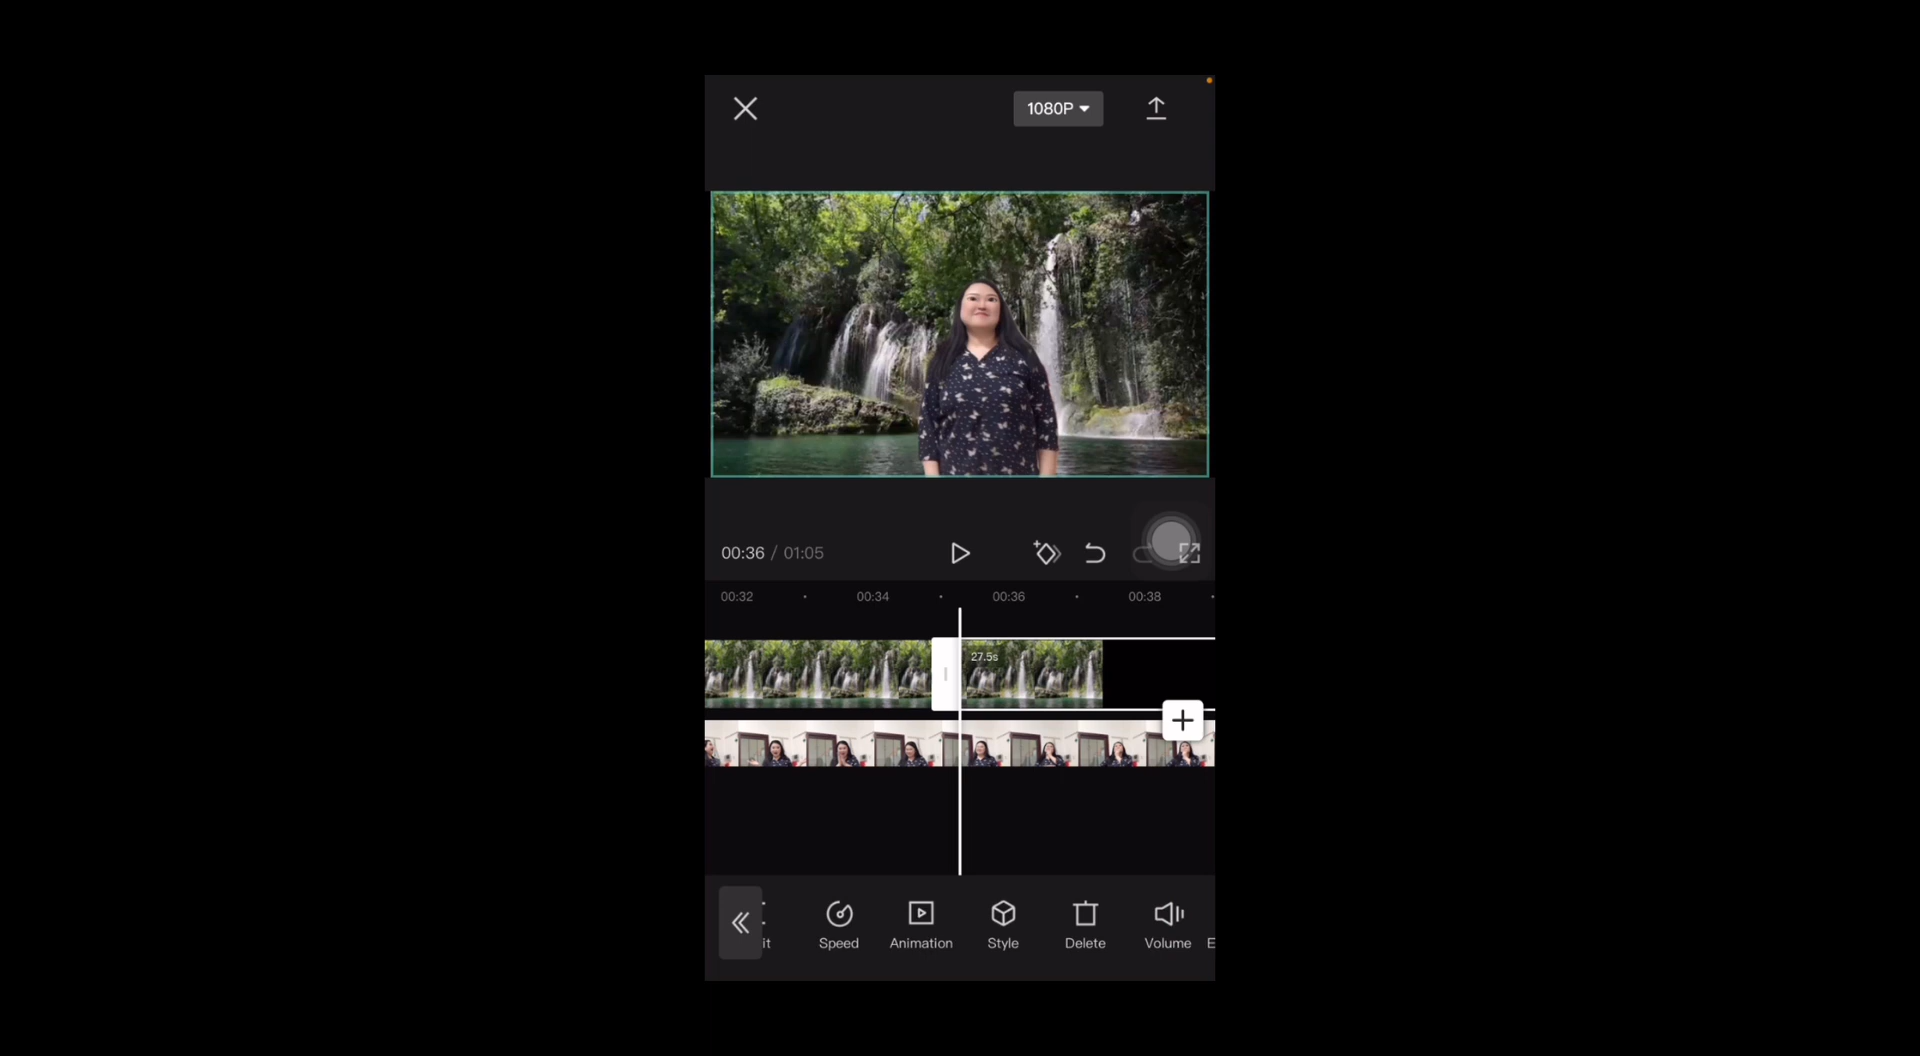 1080P
00:36 / 01:05
00:32 00:34 00:36 00:38
27.5s
it Speed Animation Style Delete Volume E